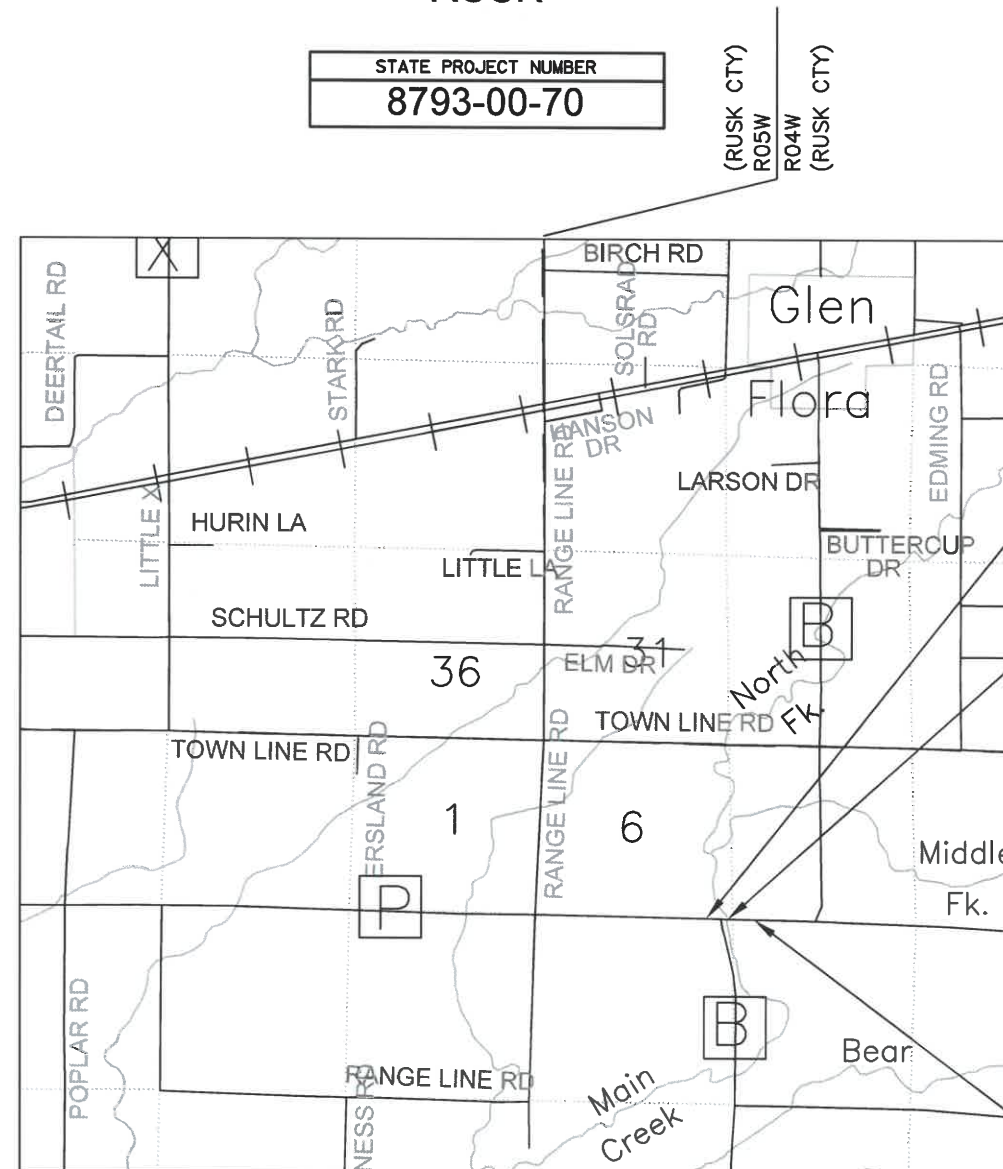 STATE PROJECT NUMBER
8793-00-70
(RUSK CTY)
R05W
R04W
(RUSK CTY)
X
BIRCH RD
DEERTAIL RD
STARK RD
SOLSRAD
RD
Glen
Flora
HANSON
DR
EDMING RD
LARSON DR
RANGE LINE RD
LITTLE X
HURIN LA
LITTLE LA
BUTTERCUP
DR
SCHULTZ RD
B
36
31
ELM DR
North
Fk.
TOWN LINE RD
TOWN LINE RD
ERSLAND RD
RANGE LINE RD
1
6
Middle
Fk.
P
POPLAR RD
B
Bear
RANGE LINE RD
Main
Creek